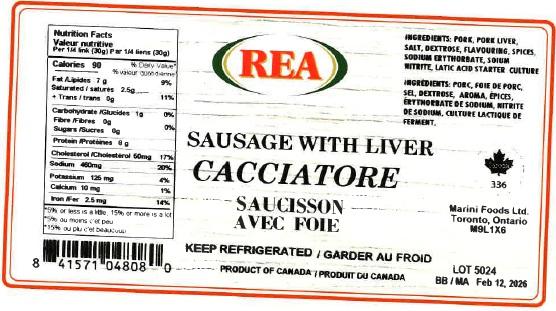 Nutrition Facts
Valeur nutritive
Per 1/4 link (30g) Par 1/4 liens (30g)
Calories 90
% Daily Value*
% valeur quotidienne
Fat / Lipides 7 g 9%
Saturated / saturés 2.5g
+ Trans / trans 0g 11%
Carbohydrate / Glucides 1g 0%
Fibre / Fibres 0g
Sugars / Sucres 0g 0%
Protein / Protéines 6 g
Cholesterol / Cholestérol 50mg 17%
Sodium 460mg 20%
Potassium 125 mg 4%
Calcium 10 mg 1%
Iron / Fer 2.5 mg 14%
*5% or less is a little, 15% or more is a lot
*5% ou moins c'est peu
*15% ou plu c'est beaucoup
8 41571 04808 0
REA
SAUSAGE WITH LIVER
CACCIATORE
SAUCISSON
AVEC FOIE
KEEP REFRIGERATED / GARDER AU FROID
PRODUCT OF CANADA / PRODUIT DU CANADA
INGREDIENTS: PORK, PORK LIVER,
SALT, DEXTROSE, FLAVOURING, SPICES,
SODIUM ERYTHORBATE, SOIUM
NITRITE, LATIC ACID STARTER CULTURE
INGRÉDIENTS: PORC, FOIE DE PORC,
SEL, DEXTROSE, AROMA, ÉPICES,
ÉRYTHORBATE DE SODIUM, NITRITE
DE SODIUM, CULTURE LACTIQUE DE
FERMENT.
336
Marini Foods Ltd.
Toronto, Ontario
M9L1X6
LOT 5024
BB / MA Feb 12, 2026